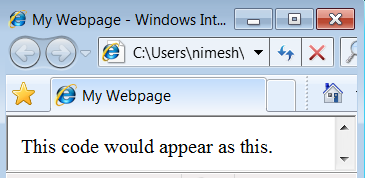 My Webpage - Windows Int...
C:\Users\nimesh\
My Webpage
This code would appear as this.